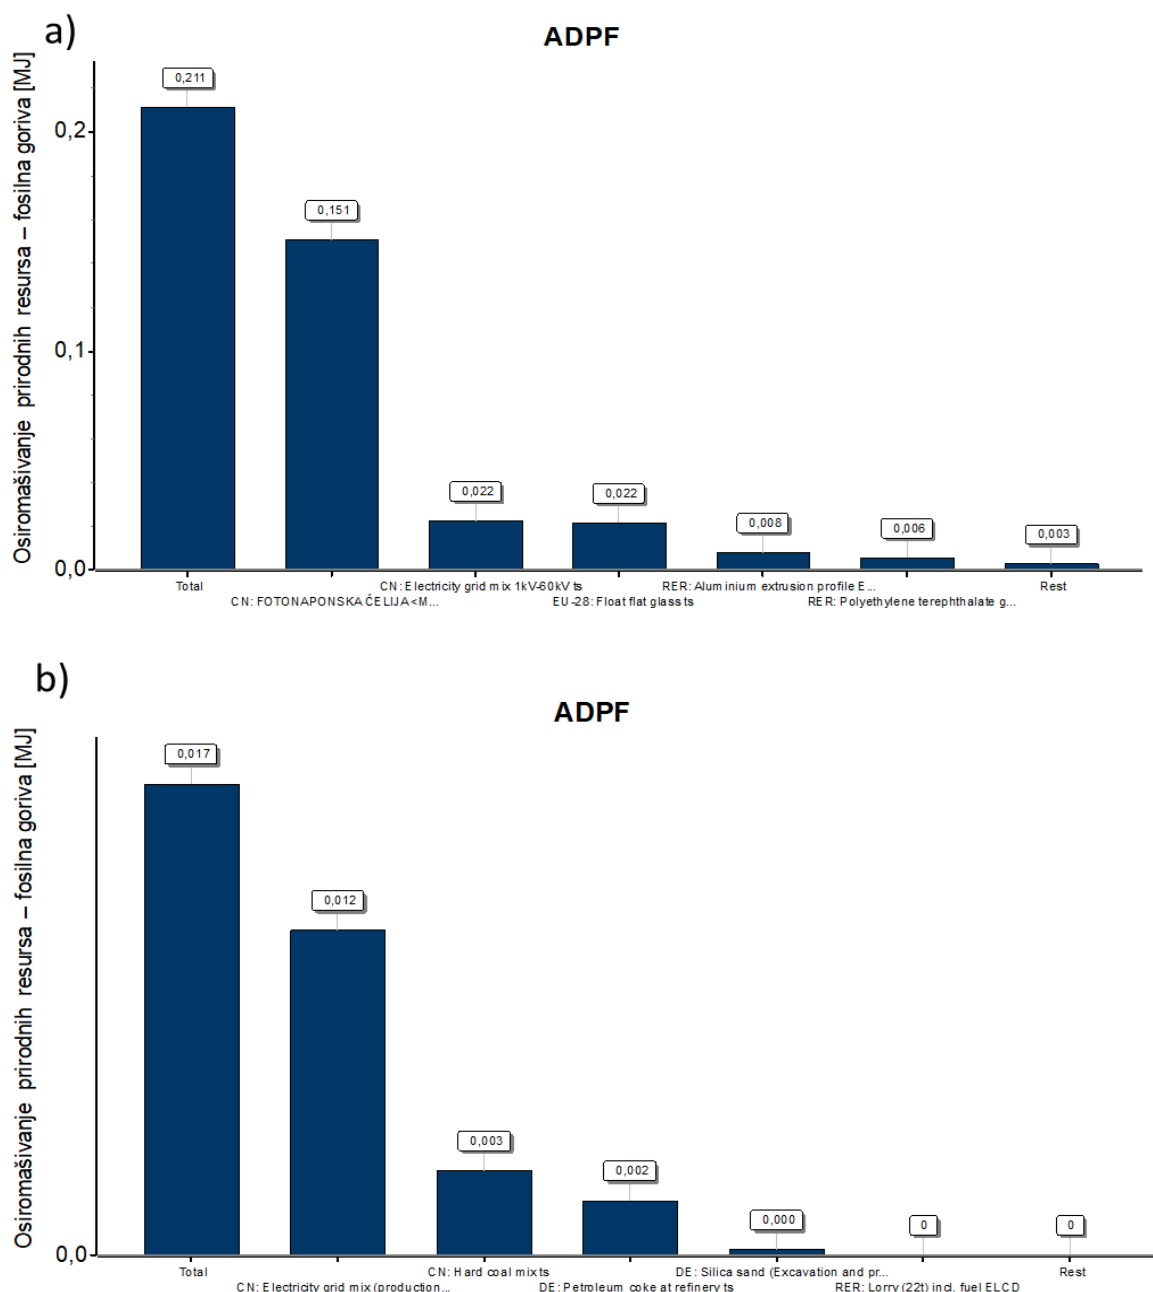 a)
ADPF
Osiromašivanje prirodnih resursa – fosilna goriva [MJ]
0,211
0,2
0,151
0,1
0,022
0,022
0,008
0,006
0,003
0,0
Total
CN: Electricity grid mix 1kV-60kV ts
RER: Aluminium extrusion profile E...
Rest
CN: FOTONAPONSKA ĆELIJA <M...
EU-28: Float flat glass ts
RER: Polyethylene terephthalate g...
b)
ADPF
Osiromašivanje prirodnih resursa – fosilna goriva [MJ]
0,017
0,012
0,003
0,002
0,000
0
0
0,0
Total
CN: Hard coal mix ts
DE: Silica sand (Excavation and pr...
Rest
CN: Electricity grid mix (production...
DE: Petroleum coke at refinery ts
RER: Lorry (22t) incl. fuel ELCD